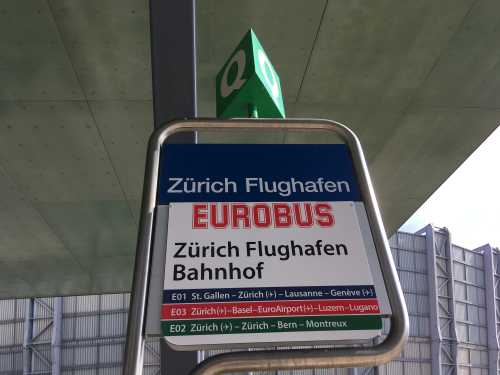 Q Q
Zürich Flughafen
EUROBUS
Zürich Flughafen
Bahnhof
E01 St. Gallen – Zürich (✈) – Lausanne – Genève (✈)
E03 Zürich (✈) – Basel – EuroAirport (✈) – Luzern – Lugano
E02 Zürich (✈) – Zürich – Bern – Montreux